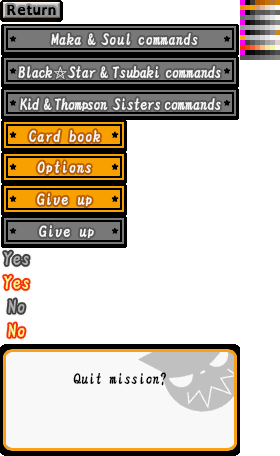 Return
Maka & Soul commands
Black☆Star & Tsubaki commands
Kid & Thompson Sisters commands
Card book
Options
Give up
Give up
Yes
Yes
No
No
Quit mission?